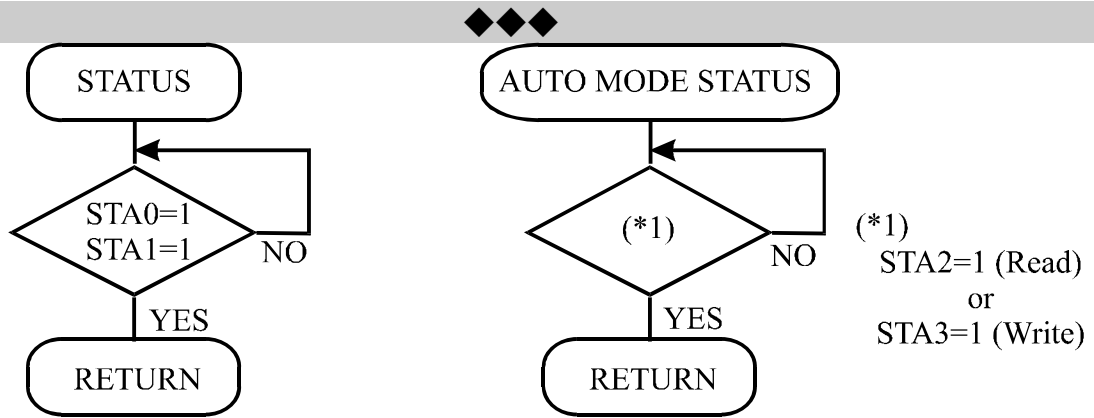 STATUS
STA0=1
STA1=1
NO
YES
RETURN
AUTO MODE STATUS
(*1)
NO
YES
RETURN
(*1)
STA2=1 (Read)
or
STA3=1 (Write)